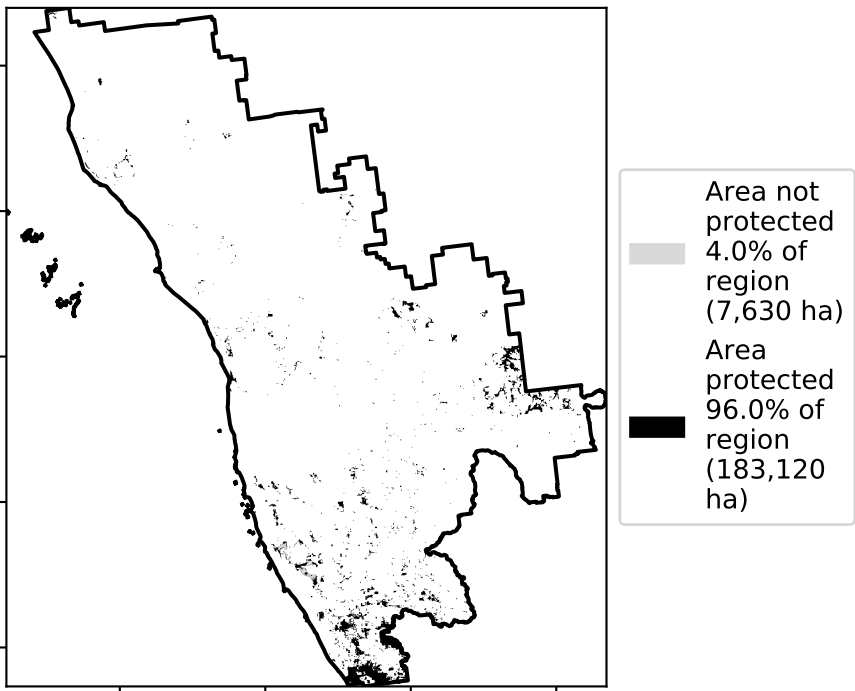 Area not
protected
4.0% of
region
(7,630 ha)
Area
protected
96.0% of
region
(183,120
ha)